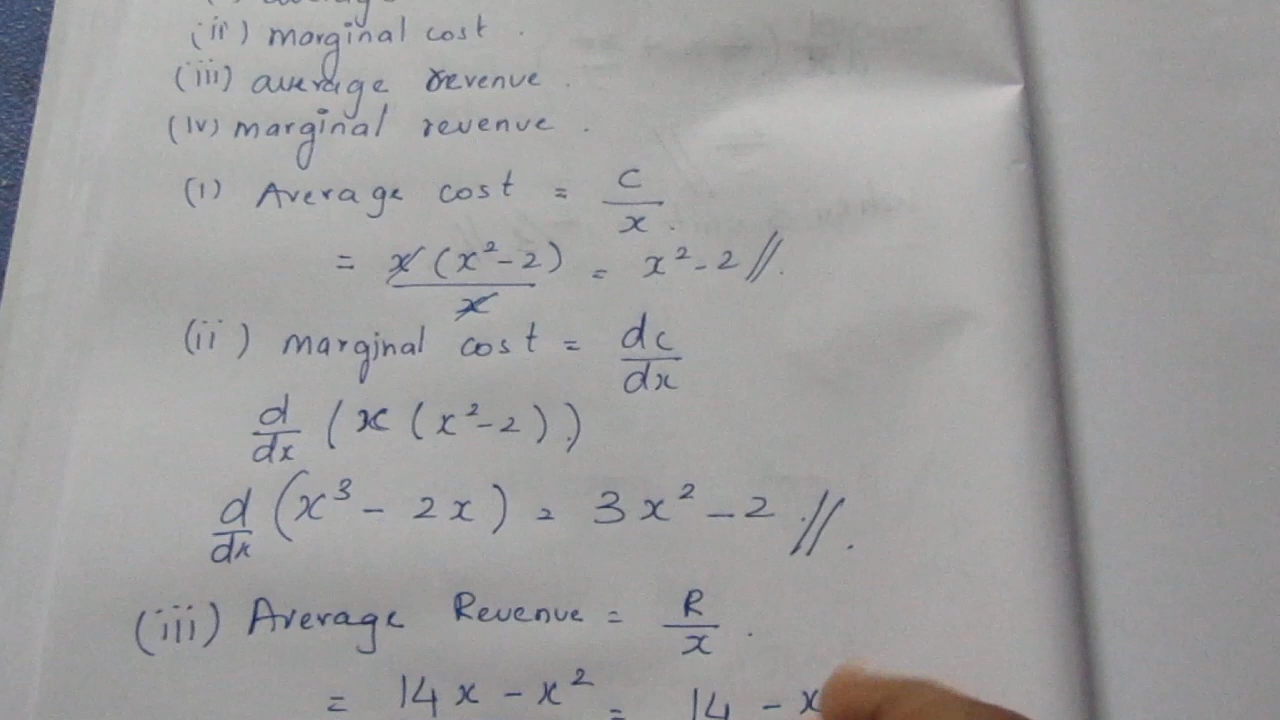 (ii) marginal cost.
(iii) average revenue.
(iv) marginal revenue.
(i) Average cost = C/x.
= x(x²-2)/x = x²-2//.
(ii) marginal cost = dc/dx
d/dx (x(x²-2))
d/dx (x³ - 2x) = 3x² - 2 //.
(iii) Average Revenue = R/x.
= 14x - x² = 14 - x